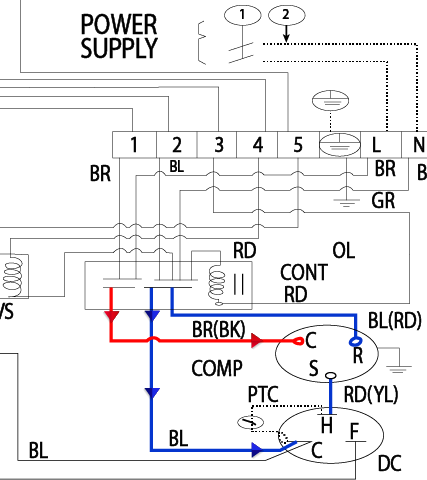 POWER
SUPPLY
1 2
1 2 3 4 5 L N
BR BL BR B
GR
RD OL
CONT
RD
VS
BL(RD)
BR(BK)
C R
COMP S
PTC RD(YL)
H F
BL BL C DC